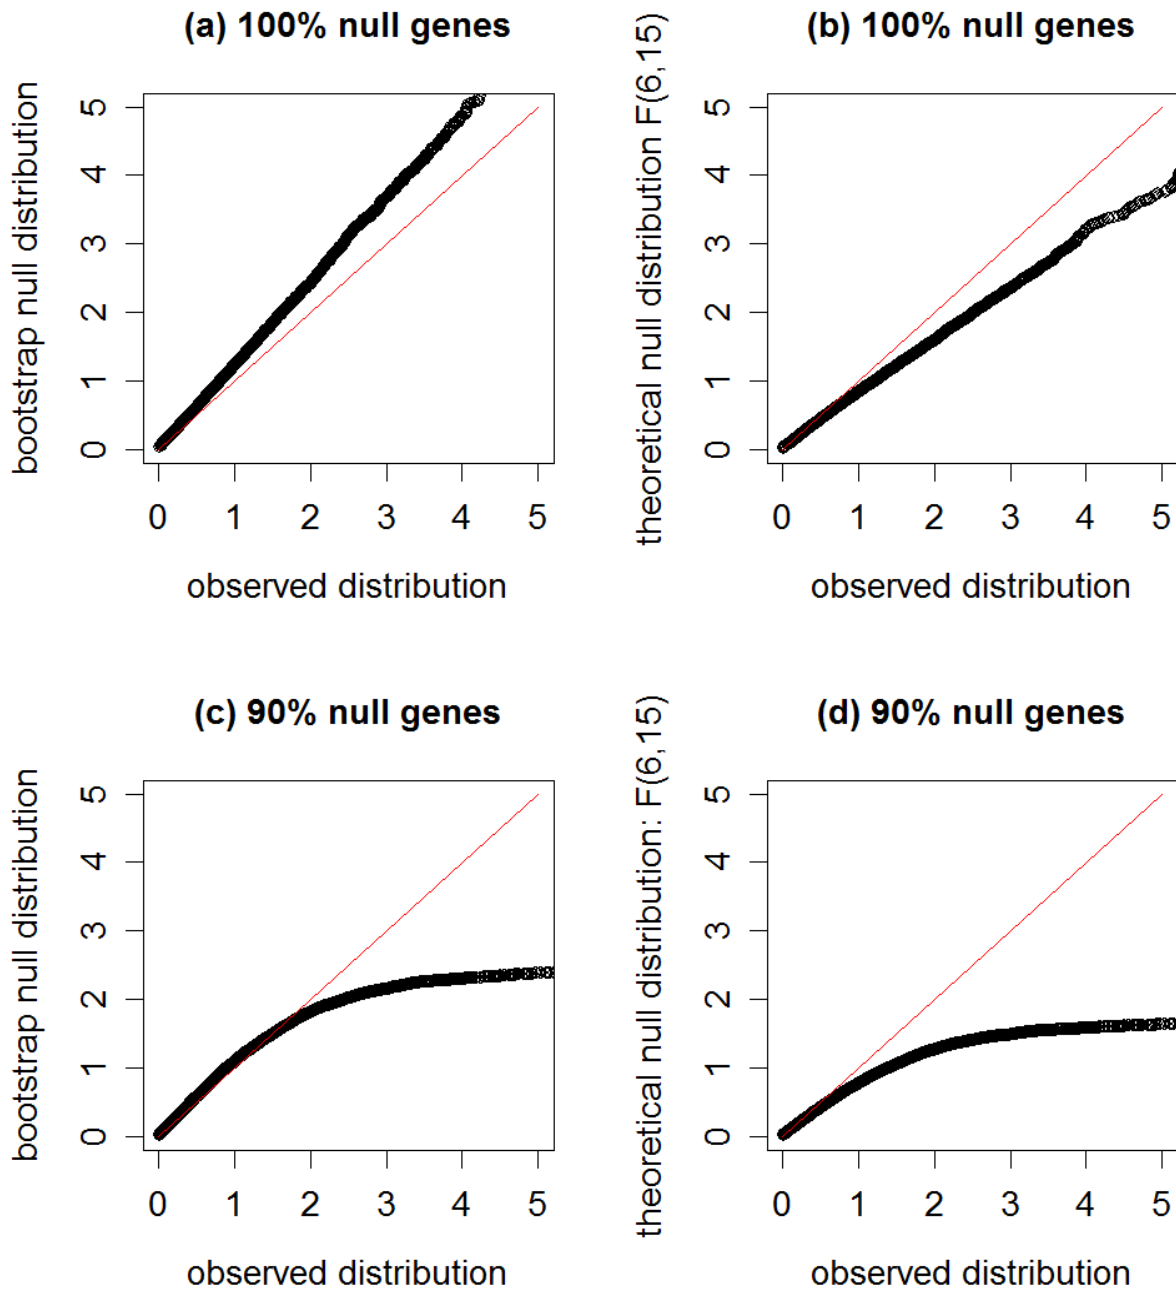 (a) 100% null genes
bootstrap null distribution
5
4
3
2
1
0
0 1 2 3 4 5
observed distribution
(b) 100% null genes
theoretical null distribution F(6,15)
5
4
3
2
1
0
0 1 2 3 4 5
observed distribution
(c) 90% null genes
bootstrap null distribution
5
4
3
2
1
0
0 1 2 3 4 5
observed distribution
(d) 90% null genes
theoretical null distribution: F(6,15)
5
4
3
2
1
0
0 1 2 3 4 5
observed distribution